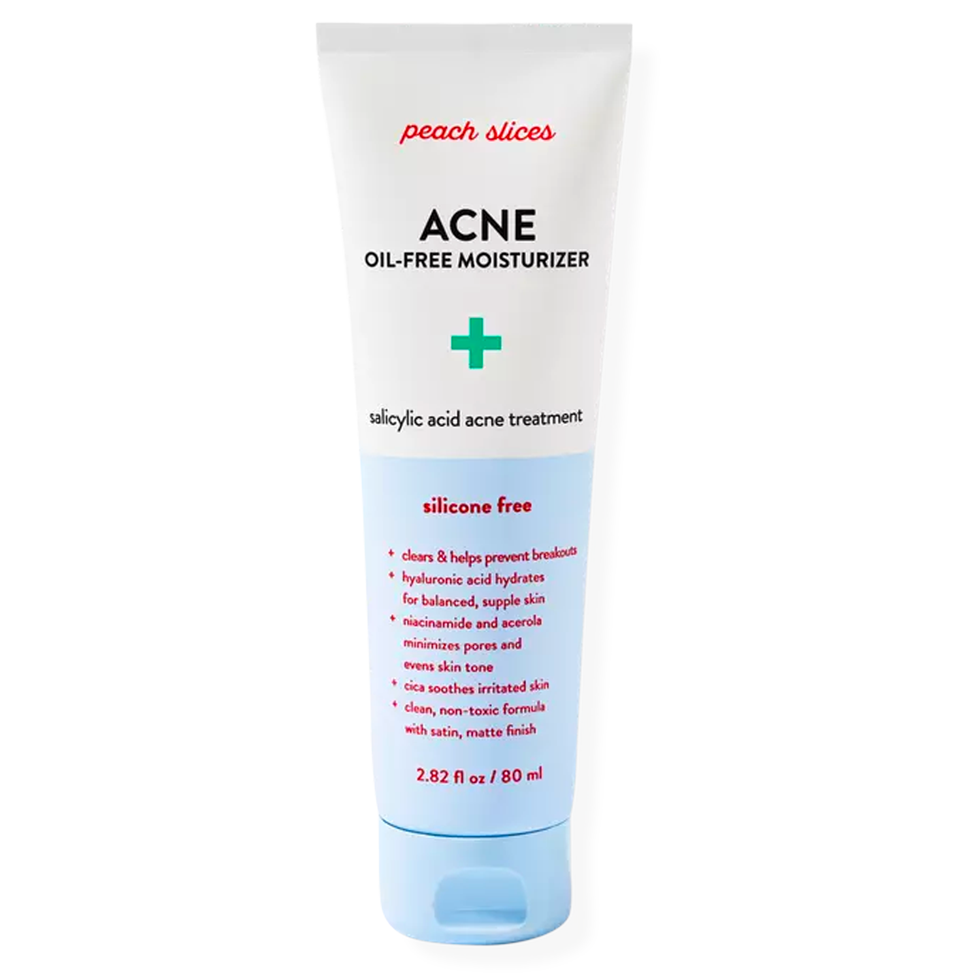 peach slices
ACNE
OIL-FREE MOISTURIZER
salicylic acid acne treatment
silicone free
+ clears & helps prevent breakouts
+ hyaluronic acid hydrates
for balanced, supple skin
+ niacinamide and acerola
minimizes pores and
evens skin tone
+ cica soothes irritated skin
+ clean, non-toxic formula
with satin, matte finish
2.82 fl oz / 80 ml